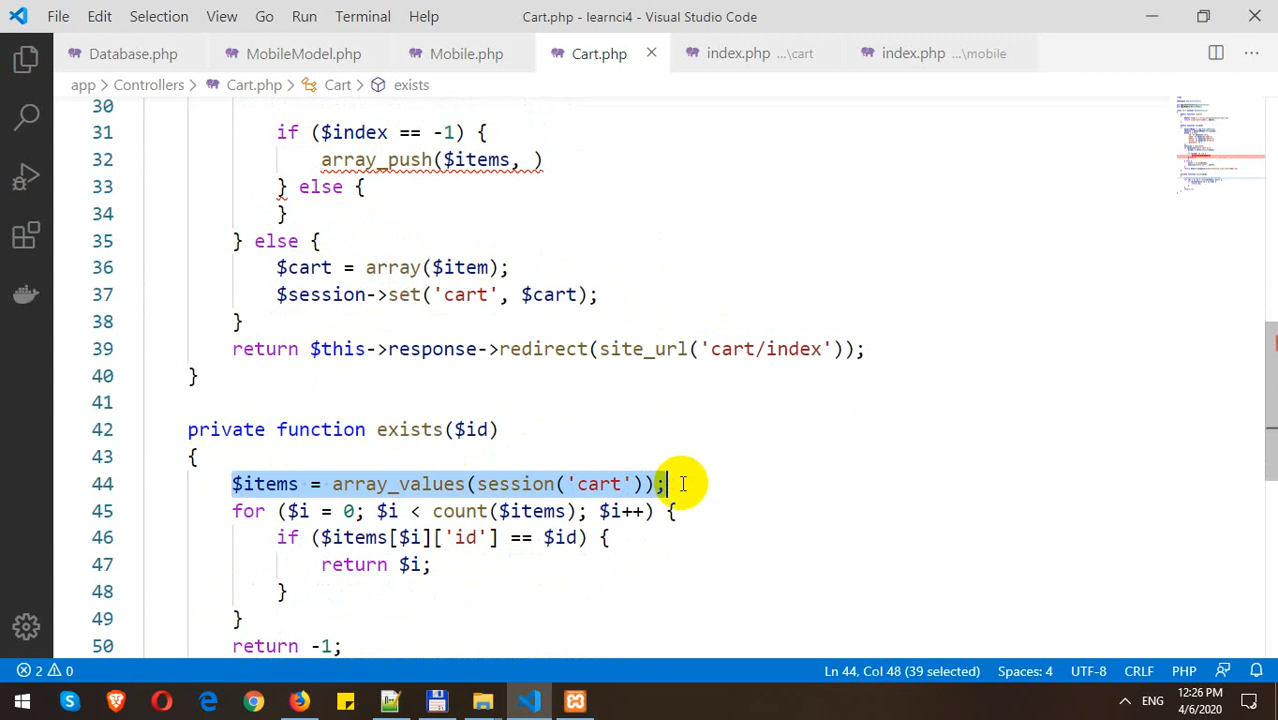 File Edit Selection View Go Run Terminal Help Cart.php - learnci4 - Visual Studio Code
Database.php MobileModel.php Mobile.php Cart.php index.php ...\cart index.php ...\mobile
app Controllers Cart.php Cart exists
30
31 if ($index == -1) {
32 array_push($items, )
33 } else {
34 }
35 } else {
36 $cart = array($item);
37 $session->set('cart', $cart);
38 }
39 return $this->response->redirect(site_url('cart/index'));
40 }
41
42 private function exists($id)
43 {
44 $items = array_values(session('cart'));
45 for ($i = 0; $i < count($items); $i++) {
46 if ($items[$i]['id'] == $id) {
47 return $i;
48 }
49 }
50 return -1;
2 0 Ln 44, Col 48 (39 selected) Spaces: 4 UTF-8 CRLF PHP
ENG 12:26 PM
4/6/2020